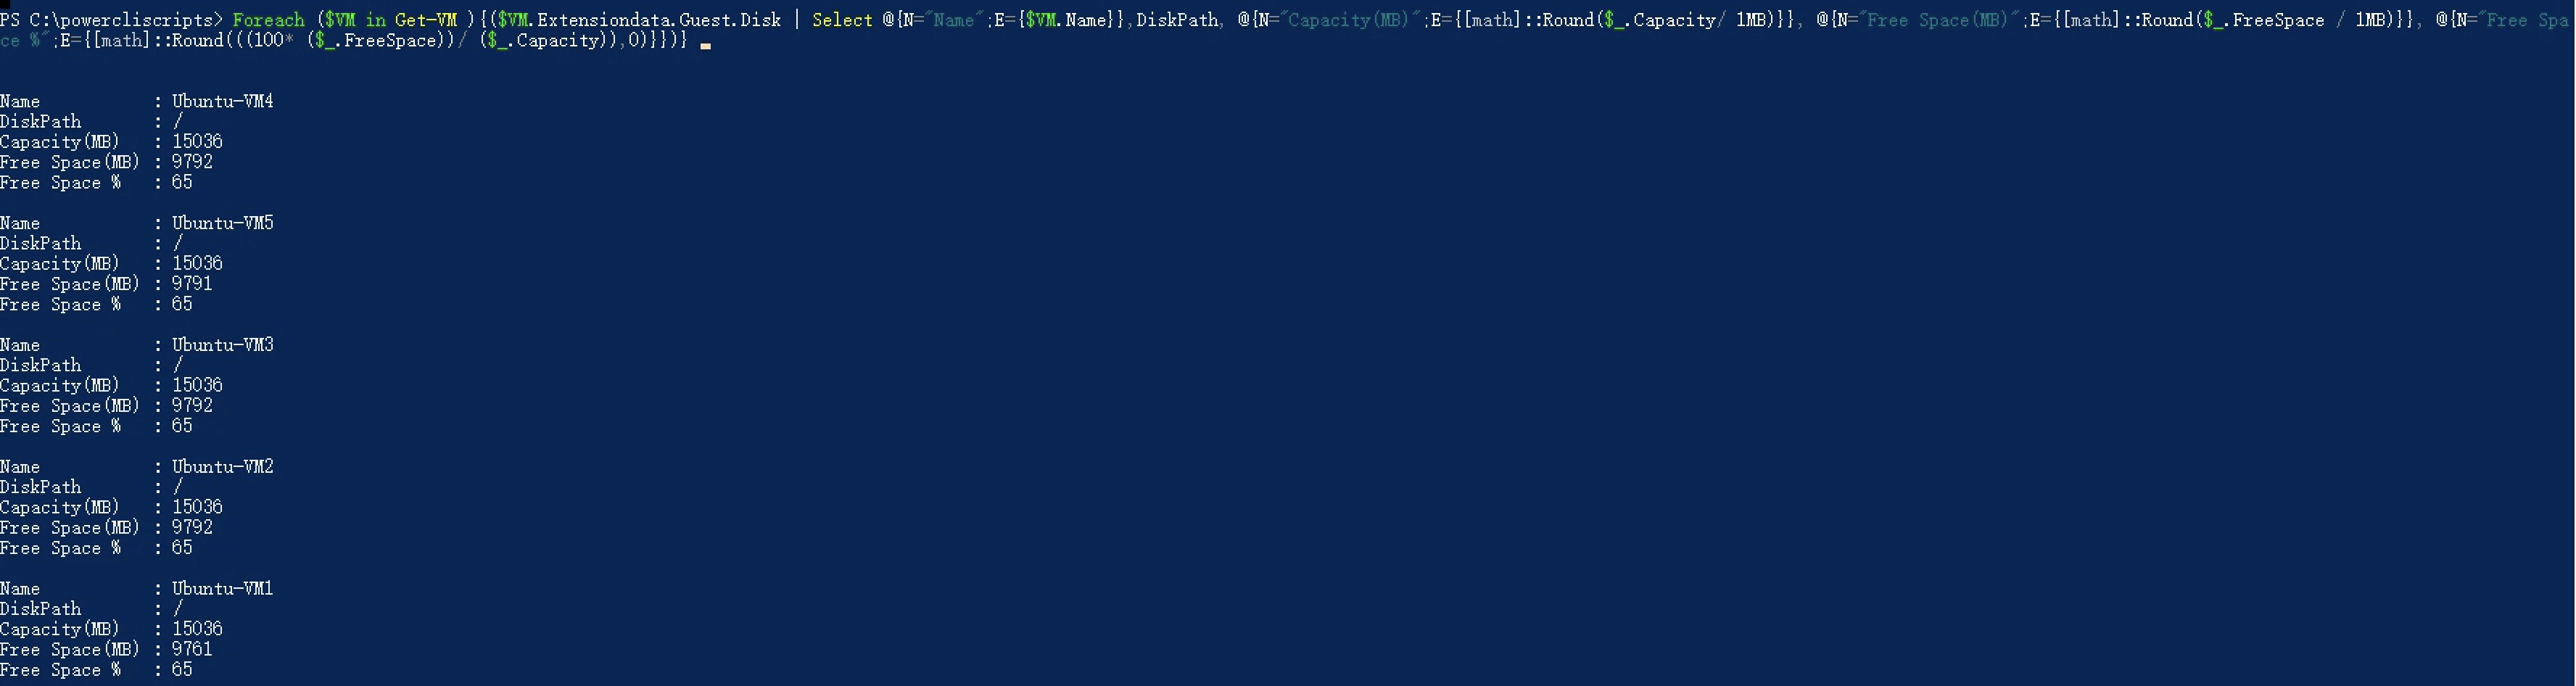 PS C:\powercliscripts> Foreach ($VM in Get-VM ){($VM.Extensiondata.Guest.Disk | Select @{N="Name";E={$VM.Name}},DiskPath, @{N="Capacity(MB)";E={[math]::Round($_.Capacity/ 1MB)}}, @{N="Free Space(MB)";E={[math]::Round($_.FreeSpace / 1MB)}}, @{N="Free Spa
ce %";E={[math]::Round(((100* ($_.FreeSpace))/ ($_.Capacity)),0)}})}
Name : Ubuntu-VM4
DiskPath : /
Capacity(MB) : 15036
Free Space(MB) : 9792
Free Space % : 65
Name : Ubuntu-VM5
DiskPath : /
Capacity(MB) : 15036
Free Space(MB) : 9791
Free Space % : 65
Name : Ubuntu-VM3
DiskPath : /
Capacity(MB) : 15036
Free Space(MB) : 9792
Free Space % : 65
Name : Ubuntu-VM2
DiskPath : /
Capacity(MB) : 15036
Free Space(MB) : 9792
Free Space % : 65
Name : Ubuntu-VM1
DiskPath : /
Capacity(MB) : 15036
Free Space(MB) : 9761
Free Space % : 65